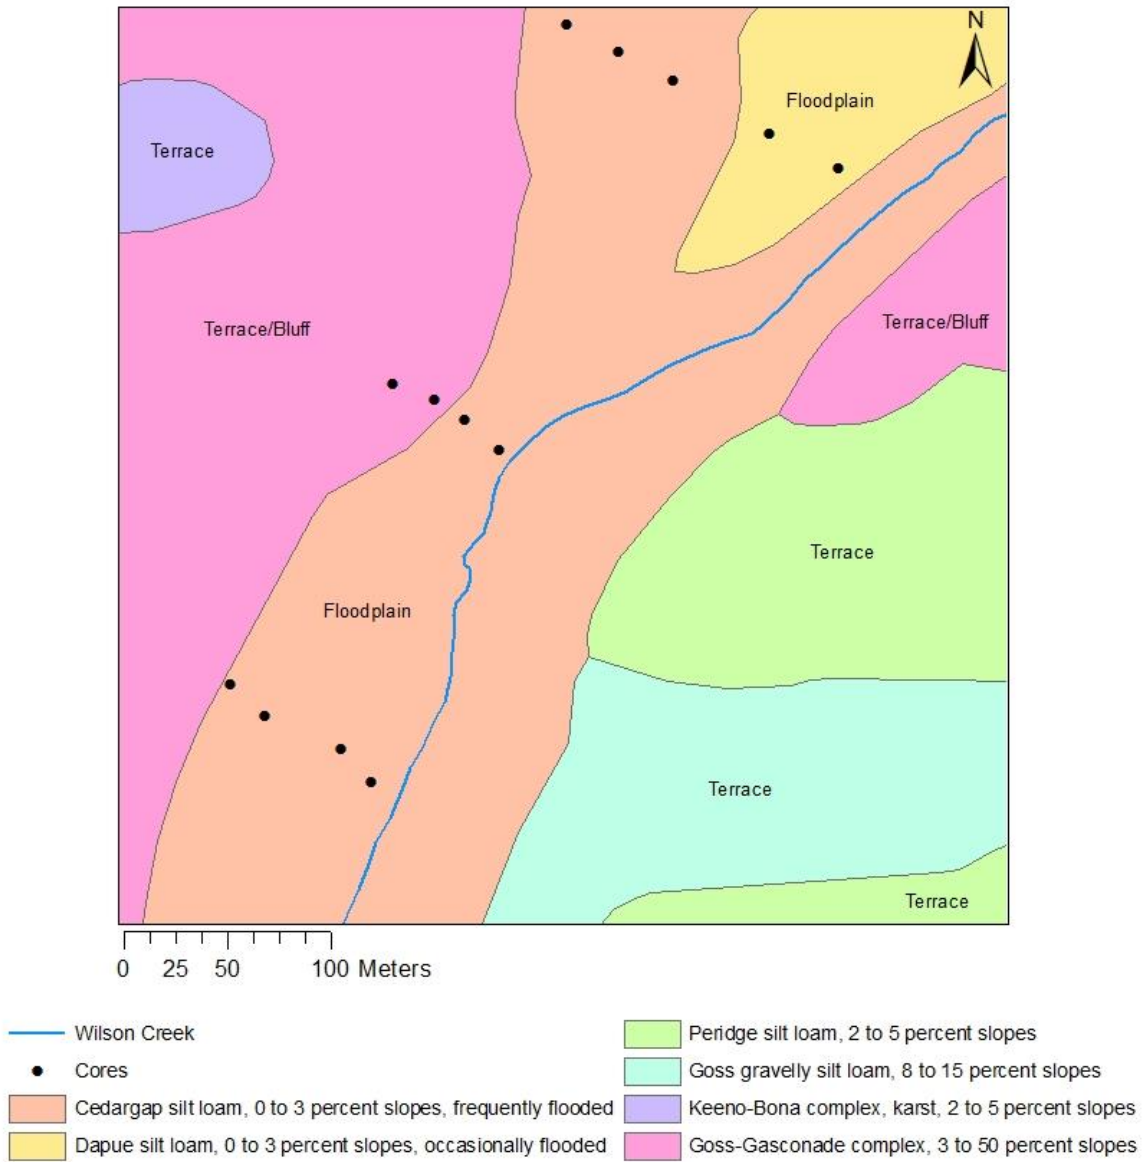 N
Floodplain
Terrace
Terrace/Bluff
Terrace/Bluff
Terrace
Floodplain
Terrace
Terrace
0 25 50 100 Meters
Wilson Creek
Cores
Cedargap silt loam, 0 to 3 percent slopes, frequently flooded
Dapue silt loam, 0 to 3 percent slopes, occasionally flooded
Peridge silt loam, 2 to 5 percent slopes
Goss gravelly silt loam, 8 to 15 percent slopes
Keeno-Bona complex, karst, 2 to 5 percent slopes
Goss-Gasconade complex, 3 to 50 percent slopes